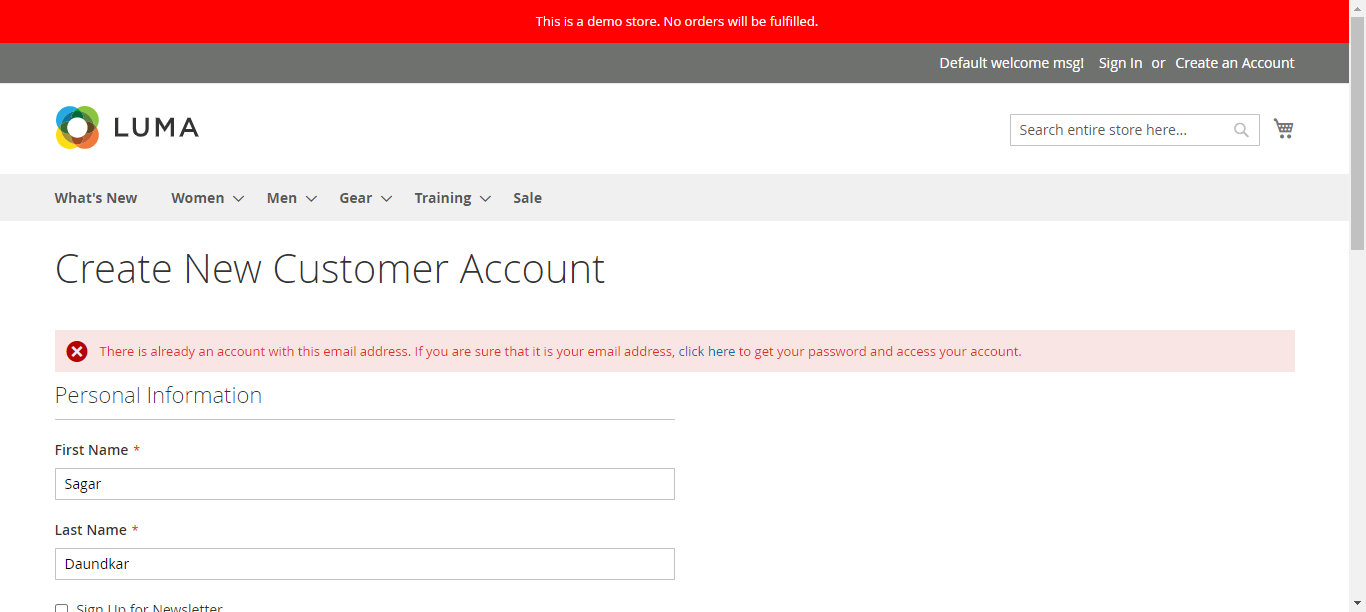 This is a demo store. No orders will be fulfilled.
Default welcome msg! Sign In or Create an Account
LUMA
Search entire store here...
What's New Women Men Gear Training Sale
Create New Customer Account
There is already an account with this email address. If you are sure that it is your email address, click here to get your password and access your account.
Personal Information
First Name *
Sagar
Last Name *
Daundkar
Sign Up for Newsletter